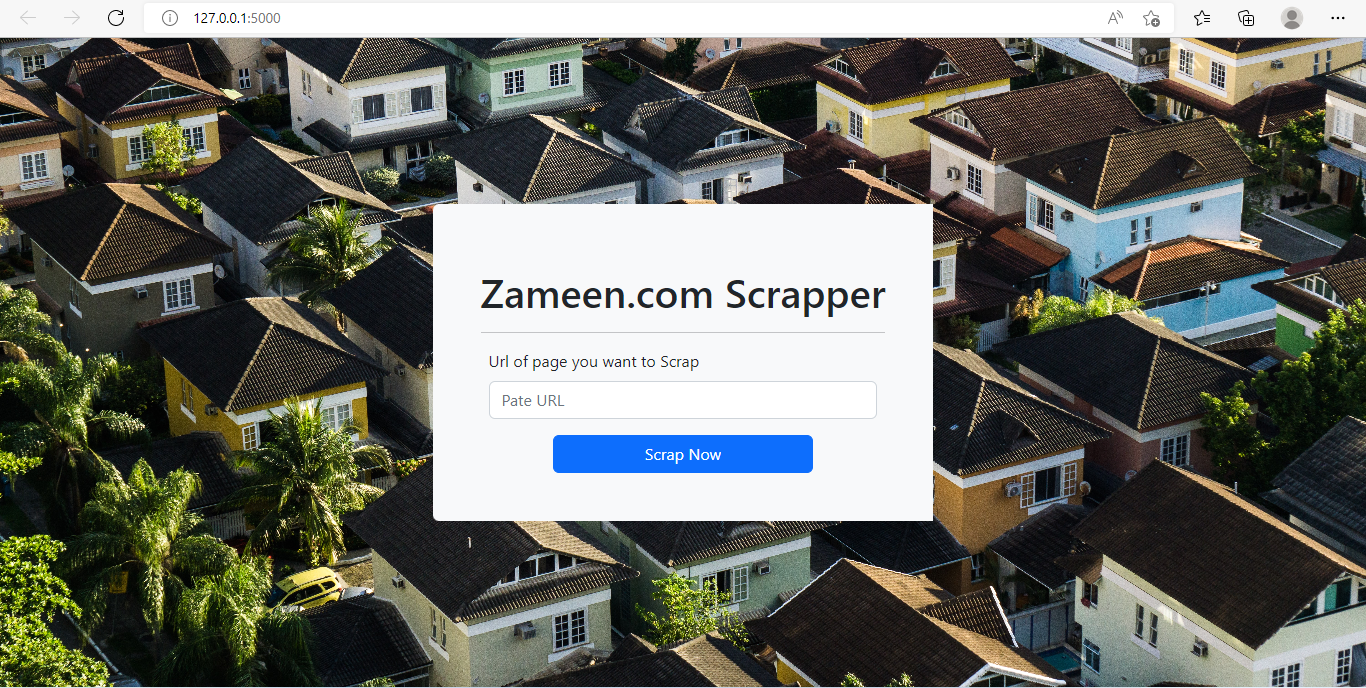 127.0.0.1:5000
Zameen.com Scrapper
Url of page you want to Scrap
Pate URL
Scrap Now